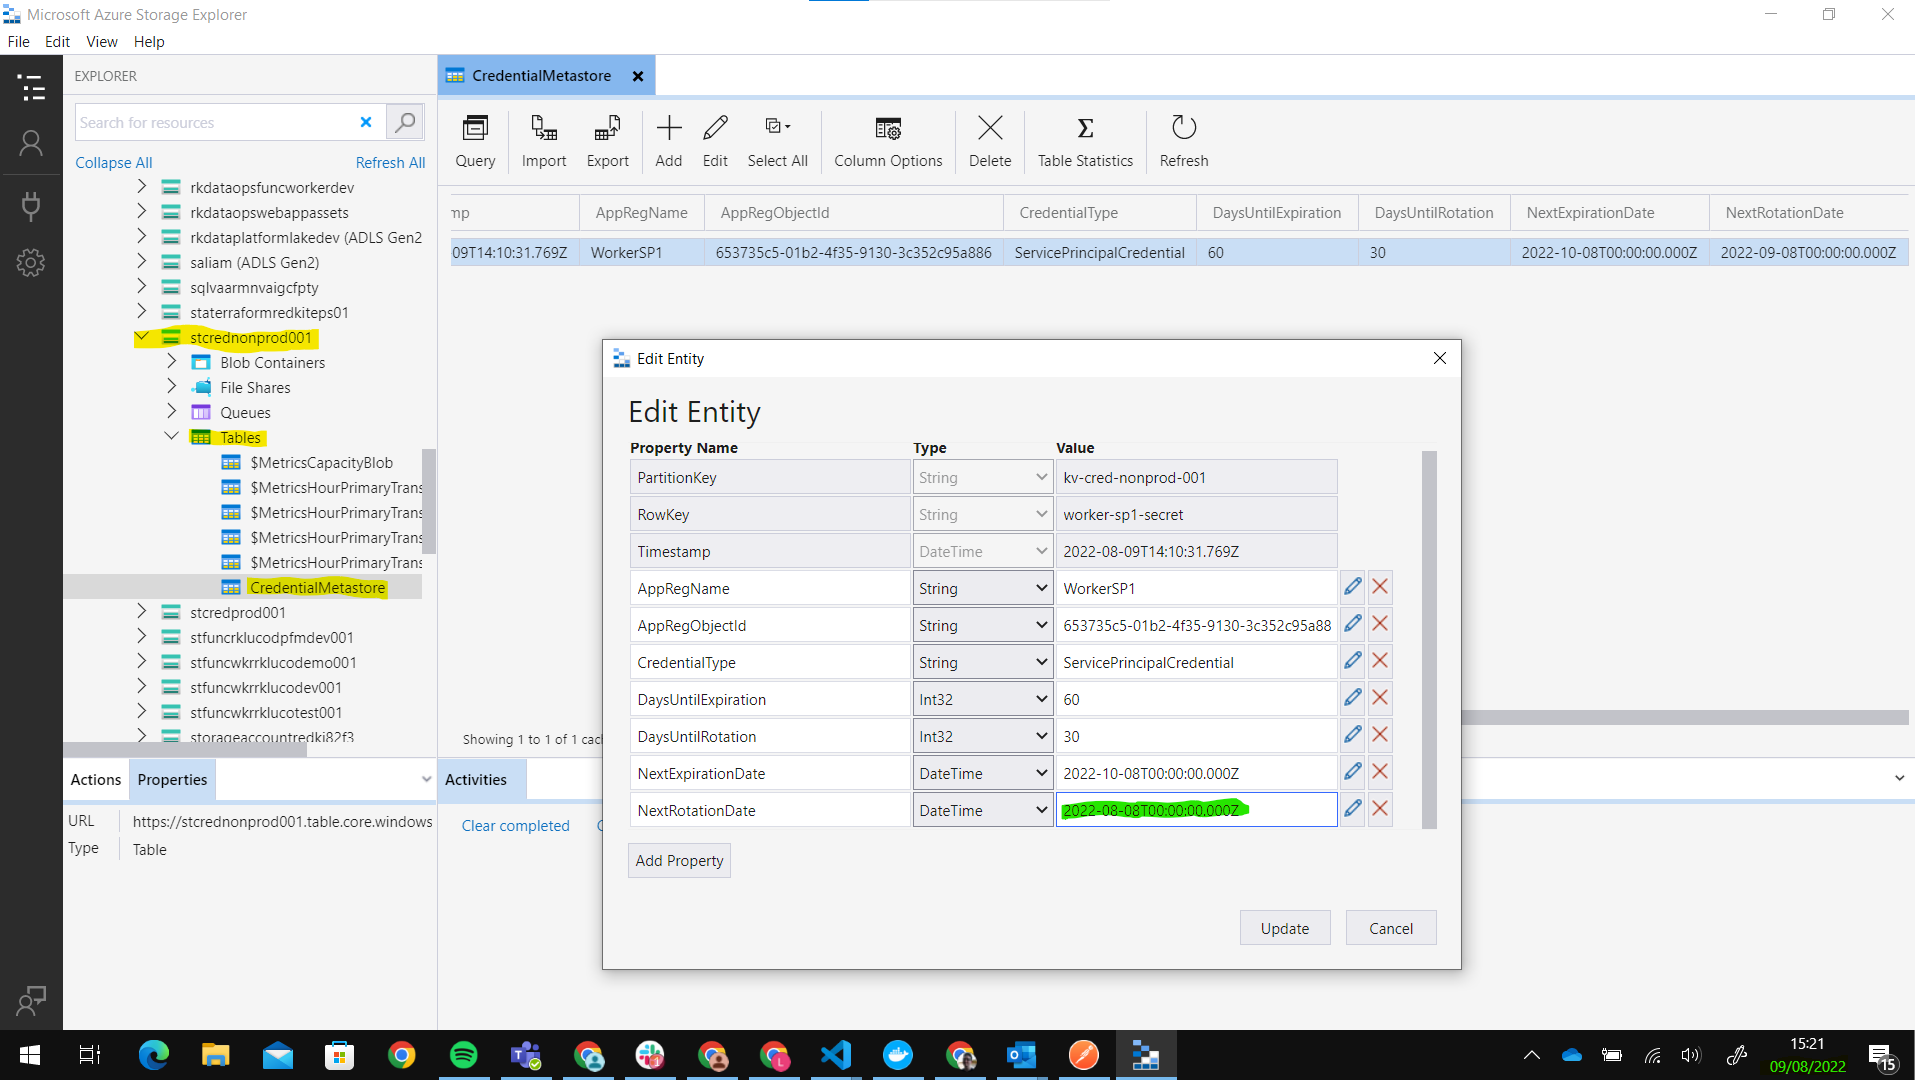 Microsoft Azure Storage Explorer
File Edit View Help
EXPLORER
Search for resources
Collapse All Refresh All
rkdataopsfuncworkerdev
rkdataopswebappassets
rkdataplatformlakedev (ADLS Gen2
saliam (ADLS Gen2)
sqlvaarmnvaigcfpty
staterraformredkiteps01
stcrednonprod001
Blob Containers
File Shares
Queues
Tables
$MetricsCapacityBlob
$MetricsHourPrimaryTrans
$MetricsHourPrimaryTrans
$MetricsHourPrimaryTrans
$MetricsHourPrimaryTrans
CredentialMetastore
stcredprod001
stfuncrklucodpfmdev001
stfuncwkrrklucodemo001
stfuncwkrrklucodev001
stfuncwkrrklucotest001
storageaccountredki82f3
Actions Properties
URL https://stcrednonprod001.table.core.windows
Type Table
CredentialMetastore
Query Import Export Add Edit Select All Column Options Delete Table Statistics Refresh
mp AppRegName AppRegObjectId CredentialType DaysUntilExpiration DaysUntilRotation NextExpirationDate NextRotationDate
09T14:10:31.769Z WorkerSP1 653735c5-01b2-4f35-9130-3c352c95a886 ServicePrincipalCredential 60 30 2022-10-08T00:00:00.000Z 2022-09-08T00:00:00.000Z
Showing 1 to 1 of 1 cac
Activities
Clear completed
Edit Entity
Edit Entity
Property Name Type Value
PartitionKey String kv-cred-nonprod-001
RowKey String worker-sp1-secret
Timestamp DateTime 2022-08-09T14:10:31.769Z
AppRegName String WorkerSP1
AppRegObjectId String 653735c5-01b2-4f35-9130-3c352c95a88
CredentialType String ServicePrincipalCredential
DaysUntilExpiration Int32 60
DaysUntilRotation Int32 30
NextExpirationDate DateTime 2022-10-08T00:00:00.000Z
NextRotationDate DateTime 2022-08-08T00:00:00.000Z
Add Property
Update Cancel
15:21
09/08/2022
15